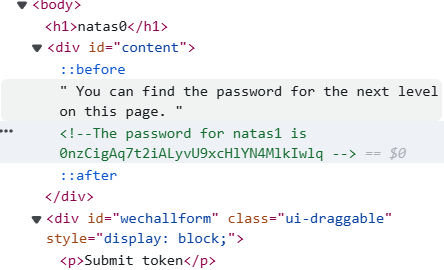 <body>
<h1>natas0</h1>
<div id="content">
::before
" You can find the password for the next level
on this page. "
<!--The password for natas1 is
0nzCigAq7t2iALyvU9xcHlYN4MlkIwlq --> == $0
::after
</div>
<div id="wechallform" class="ui-draggable"
style="display: block;">
<p>Submit token</p>